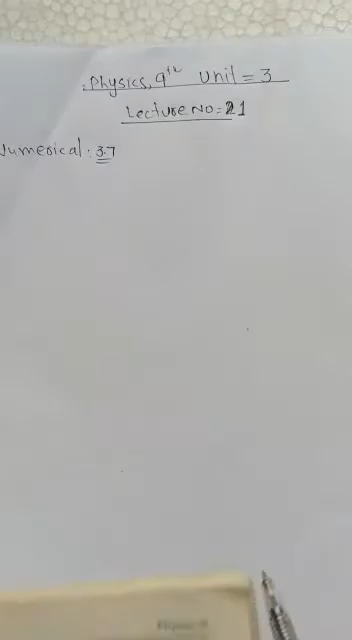 Physics, 9th Unit = 3
Lecture No: 21
Numerical: 3.7